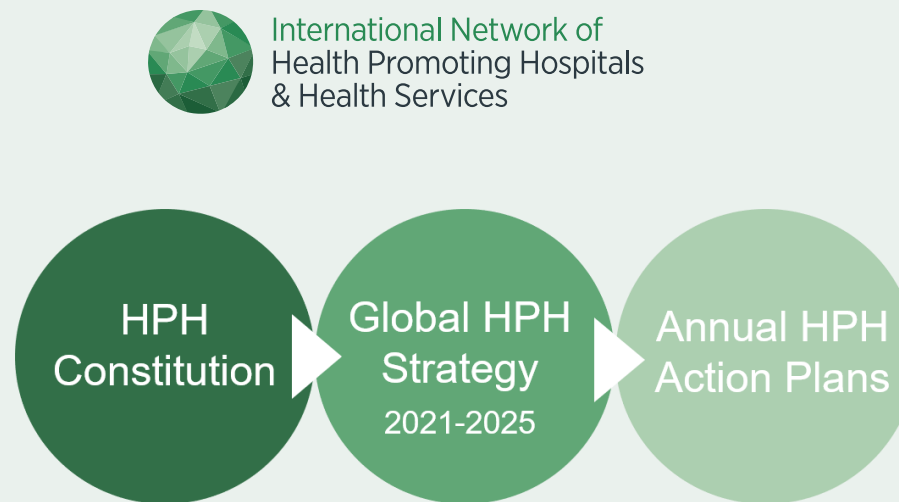 International Network of
Health Promoting Hospitals
& Health Services
HPH
Constitution
Global HPH
Strategy
2021-2025
Annual HPH
Action Plans